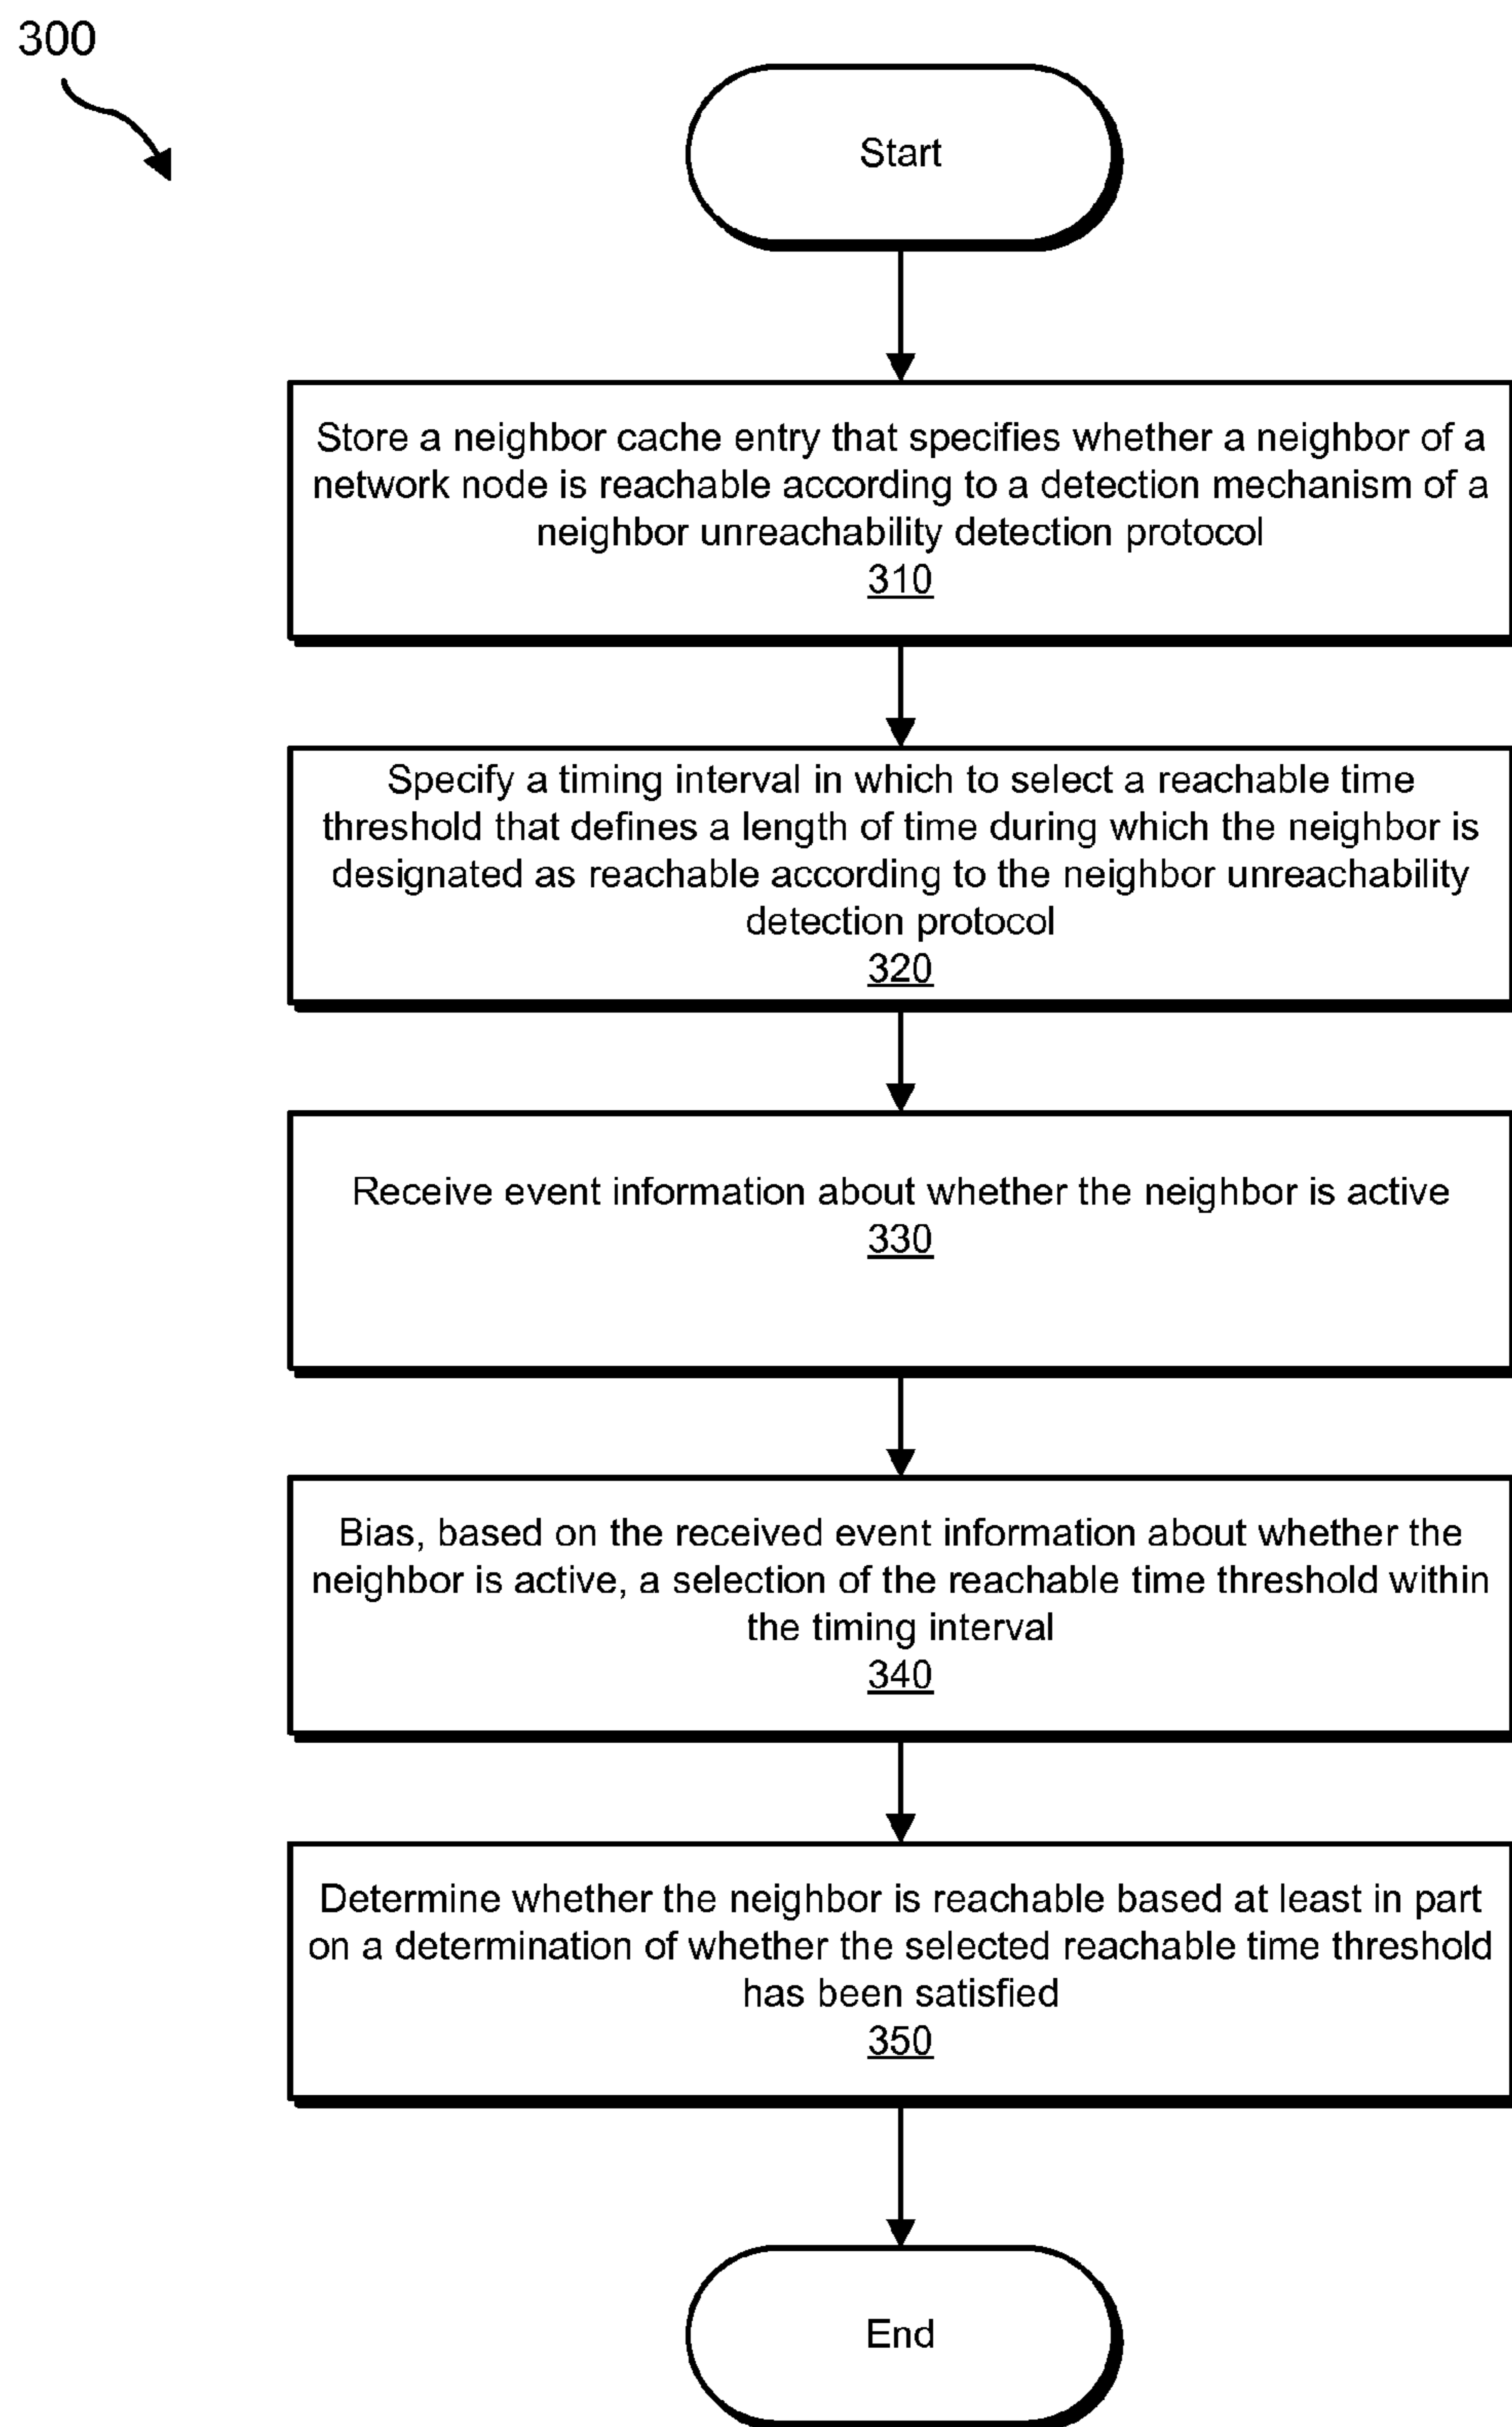 300
Start
Store a neighbor cache entry that specifies whether a neighbor of a
network node is reachable according to a detection mechanism of a
neighbor unreachability detection protocol
310
Specify a timing interval in which to select a reachable time
threshold that defines a length of time during which the neighbor is
designated as reachable according to the neighbor unreachability
detection protocol
320
Receive event information about whether the neighbor is active
330
Bias, based on the received event information about whether the
neighbor is active, a selection of the reachable time threshold within
the timing interval
340
Determine whether the neighbor is reachable based at least in part
on a determination of whether the selected reachable time threshold
has been satisfied
350
End